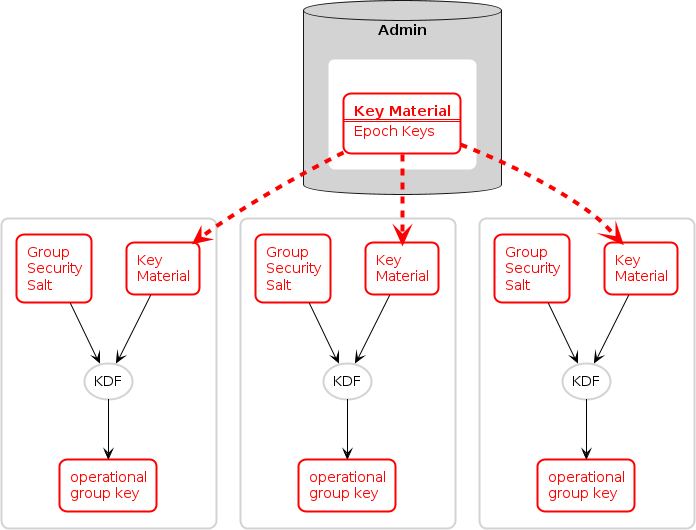 Admin
Key Material
Epoch Keys
Group
Security
Salt
Key
Material
KDF
operational
group key
Group
Security
Salt
Key
Material
KDF
operational
group key
Group
Security
Salt
Key
Material
KDF
operational
group key